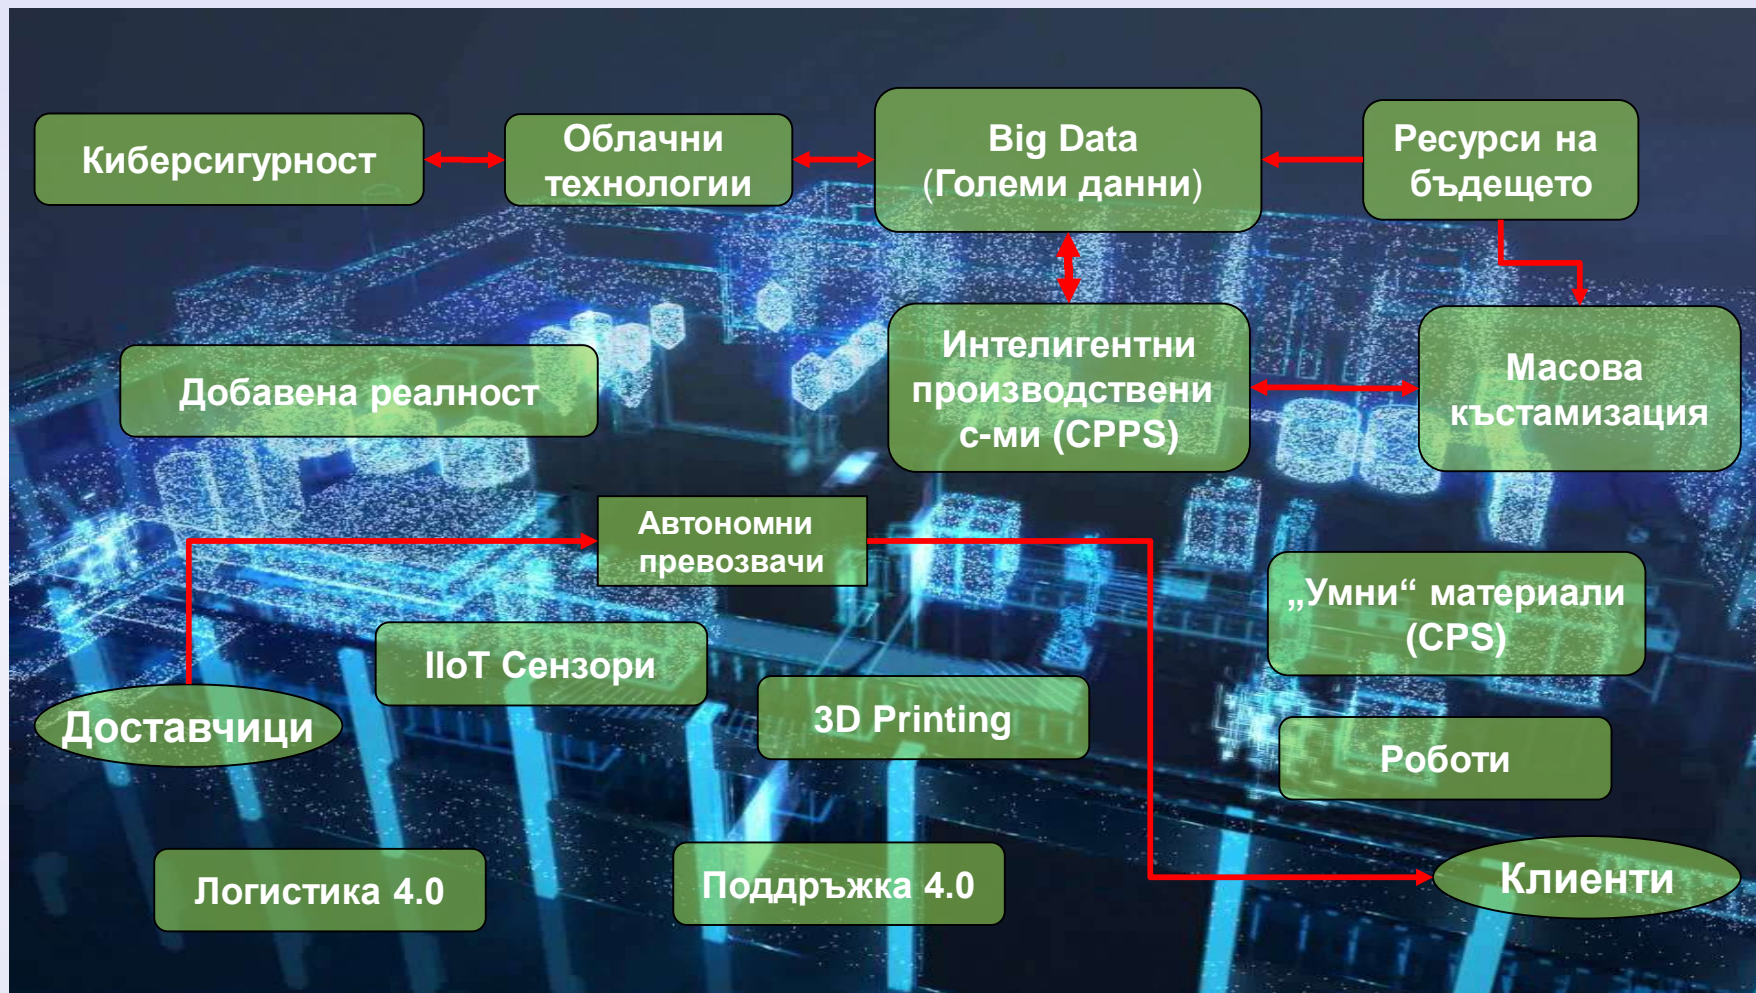 Киберсигурност
Облачни
технологии
Big Data
(Големи данни)
Ресурси на
бъдещето
Добавена реалност
Интелигентни
производствени
с-ми (CPPS)
Масова
къстамизация
Автономни
превозвачи
„Умни“ материали
(CPS)
IIoT Сензори
Доставчици
3D Printing
Роботи
Логистика 4.0
Поддръжка 4.0
Клиенти